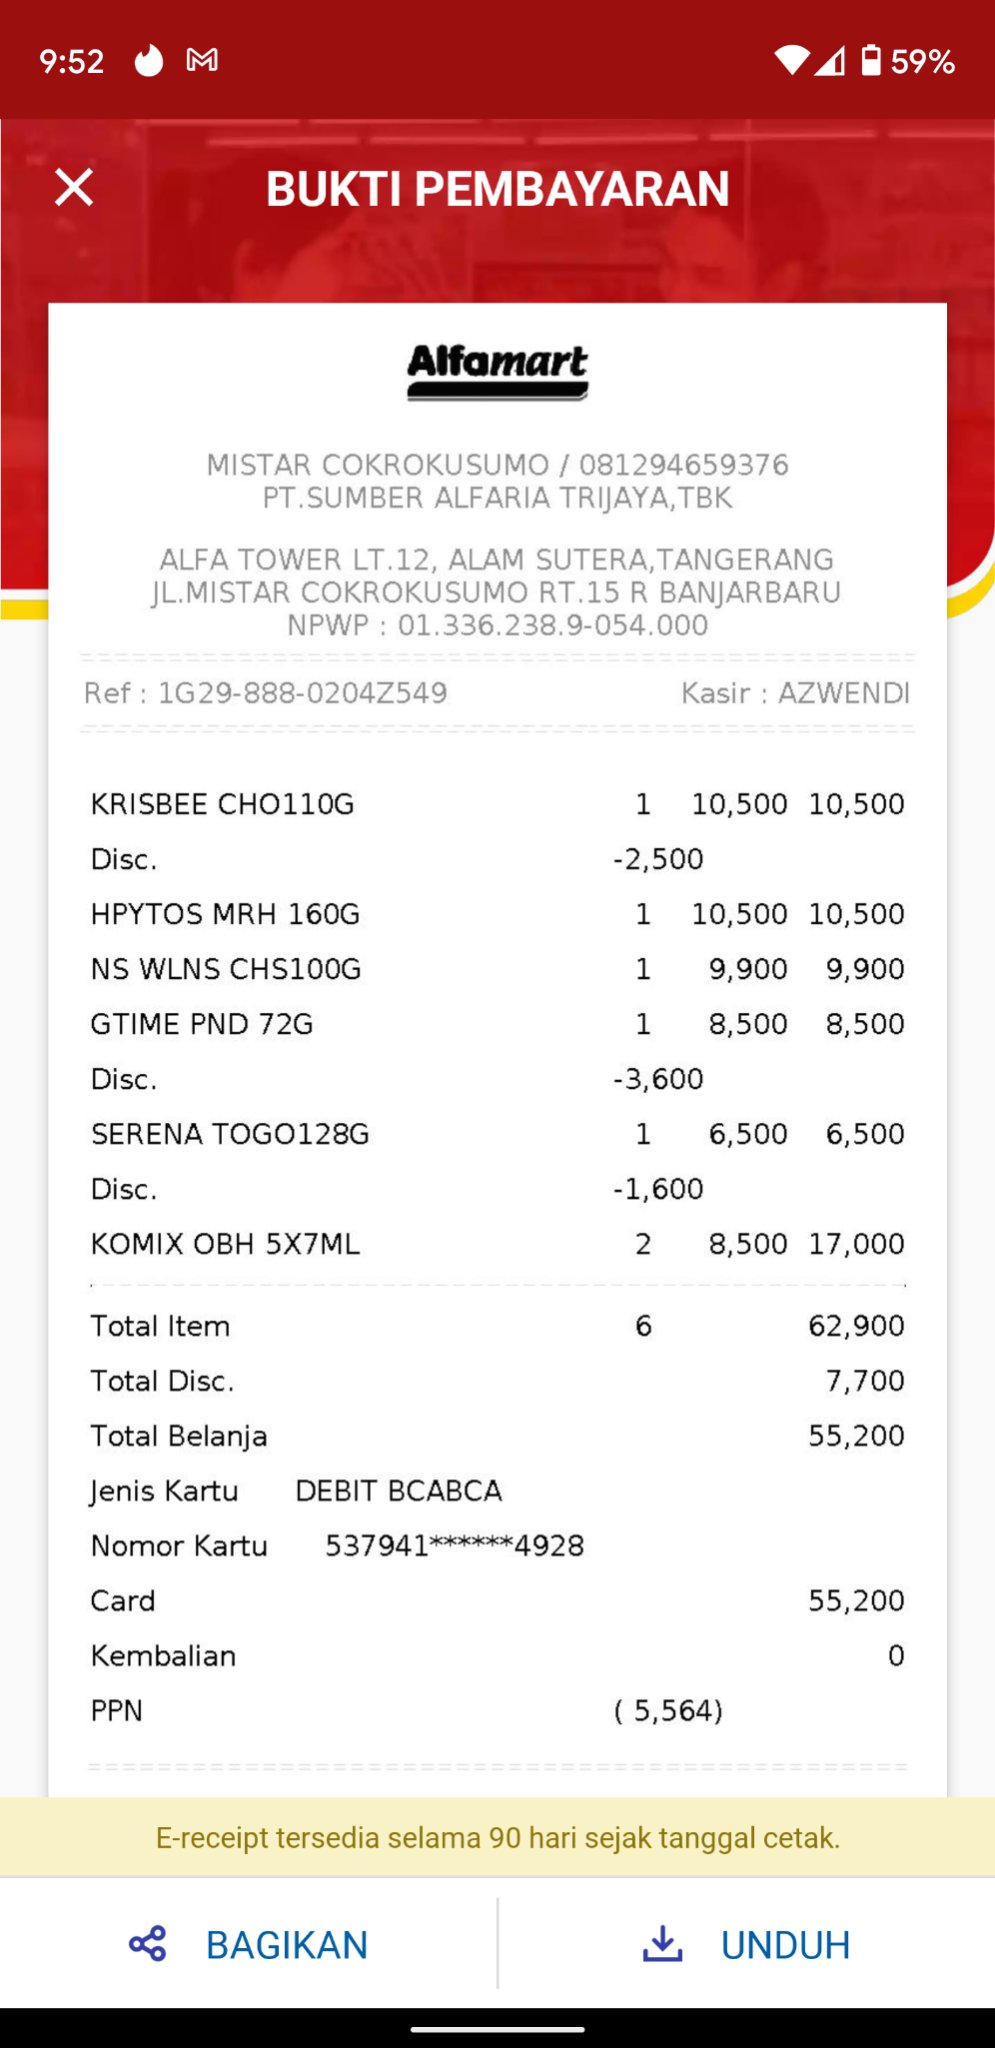 9:52 59%
BUKTI PEMBAYARAN
Alfamart
MISTAR COKROKUSUMO / 081294659376
PT.SUMBER ALFARIA TRIJAYA,TBK
ALFA TOWER LT.12, ALAM SUTERA,TANGERANG
JL.MISTAR COKROKUSUMO RT.15 R BANJARBARU
NPWP : 01.336.238.9-054.000
Ref : 1G29-888-0204Z549 Kasir : AZWENDI
KRISBEE CHO110G 1 10,500 10,500
Disc. -2,500
HPYTOS MRH 160G 1 10,500 10,500
NS WLNS CHS100G 1 9,900 9,900
GTIME PND 72G 1 8,500 8,500
Disc. -3,600
SERENA TOGO128G 1 6,500 6,500
Disc. -1,600
KOMIX OBH 5X7ML 2 8,500 17,000
Total Item 6 62,900
Total Disc. 7,700
Total Belanja 55,200
Jenis Kartu DEBIT BCABCA
Nomor Kartu 537941******4928
Card 55,200
Kembalian 0
PPN ( 5,564)
E-receipt tersedia selama 90 hari sejak tanggal cetak.
BAGIKAN UNDUH